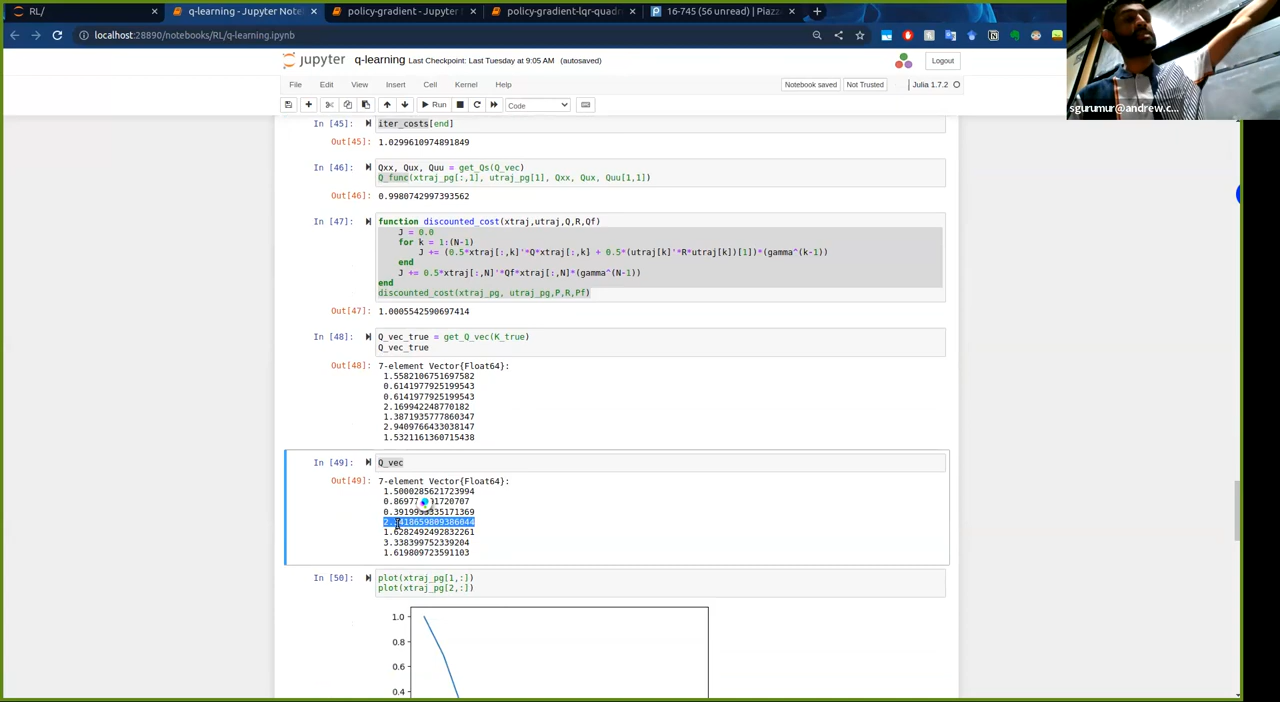 RL/
q-learning - Jupyter Note
policy-gradient - Jupyter
policy-gradient-lqr-quadr
16-745 (56 unread) | Piazz
localhost:28890/notebooks/RL/q-learning.ipynb
sgurumur@andrew.c...
jupyter q-learning Last Checkpoint: Last Tuesday at 9:05 AM (autosaved)
Logout
File Edit View Insert Cell Kernel Help
Notebook saved Not Trusted Julia 1.7.2
Run Code
In [45]: iter_costs[end]
Out[45]: 1.0299610974891849
In [46]: Qxx, Qux, Quu = get_Qs(Q_vec)
Q_func(xtraj_pg[:,1], utraj_pg[1], Qxx, Qux, Quu[1,1])
Out[46]: 0.9980742997393562
In [47]: function discounted_cost(xtraj,utraj,Q,R,Qf)
J = 0.0
for k = 1:(N-1)
J += (0.5*xtraj[:,k]'*Q*xtraj[:,k] + 0.5*(utraj[k]'*R*utraj[k])[1])*(gamma^(k-1))
end
J += 0.5*xtraj[:,N]'*Qf*xtraj[:,N]*(gamma^(N-1))
end
discounted_cost(xtraj_pg, utraj_pg,P,R,Pf)
Out[47]: 1.0005542590697414
In [48]: Q_vec_true = get_Q_vec(K_true)
Q_vec_true
Out[48]: 7-element Vector{Float64}:
1.5582106751697582
0.6141977925199543
0.6141977925199543
2.169942248770182
1.3871935777860347
2.9409766433038147
1.5321161360715438
In [49]: Q_vec
Out[49]: 7-element Vector{Float64}:
1.5000285621723994
1.6282492492832261
3.338399752339204
1.619809723591103
In [50]: plot(xtraj_pg[1,:])
plot(xtraj_pg[2,:])
1.0
0.8
0.6
0.4